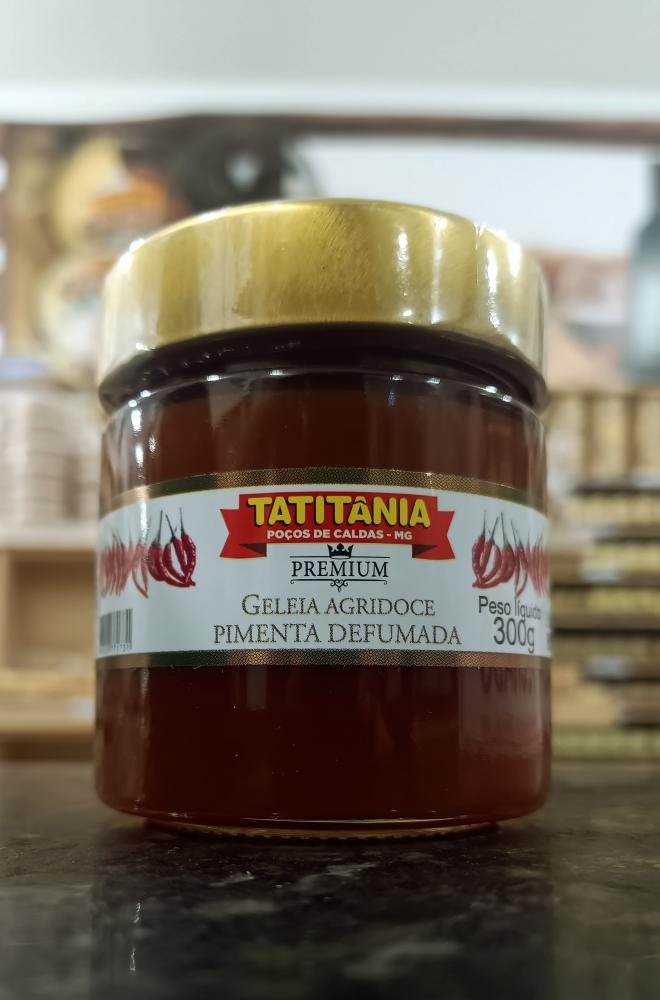 TATITÂNIA
POÇOS DE CALDAS - MG
PREMIUM
GELEIA AGRIDOCE
PIMENTA DEFUMADA
Peso líquido
300g